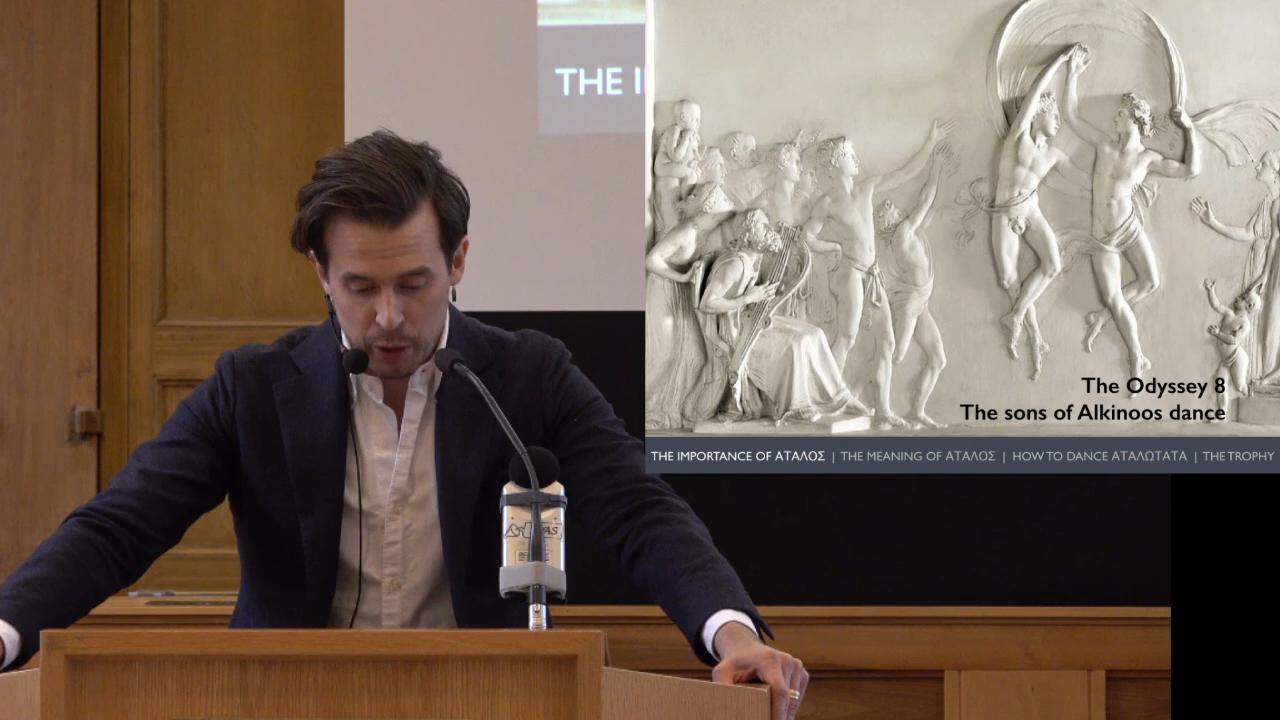 THE I
The Odyssey 8
The sons of Alkinoos dance
THE IMPORTANCE OF ΑΤΑΛΟΣ | THE MEANING OF ΑΤΑΛΟΣ | HOW TO DANCE ΑΤΑΛΩΤΑΤΑ | THE TROPHY